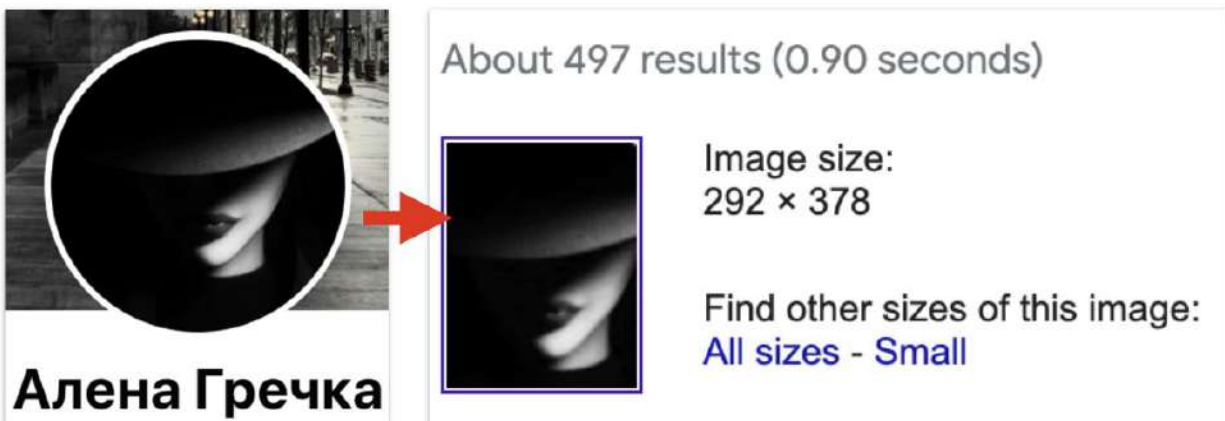 Алена Гречка
About 497 results (0.90 seconds)
Image size:
292 × 378
Find other sizes of this image:
All sizes - Small